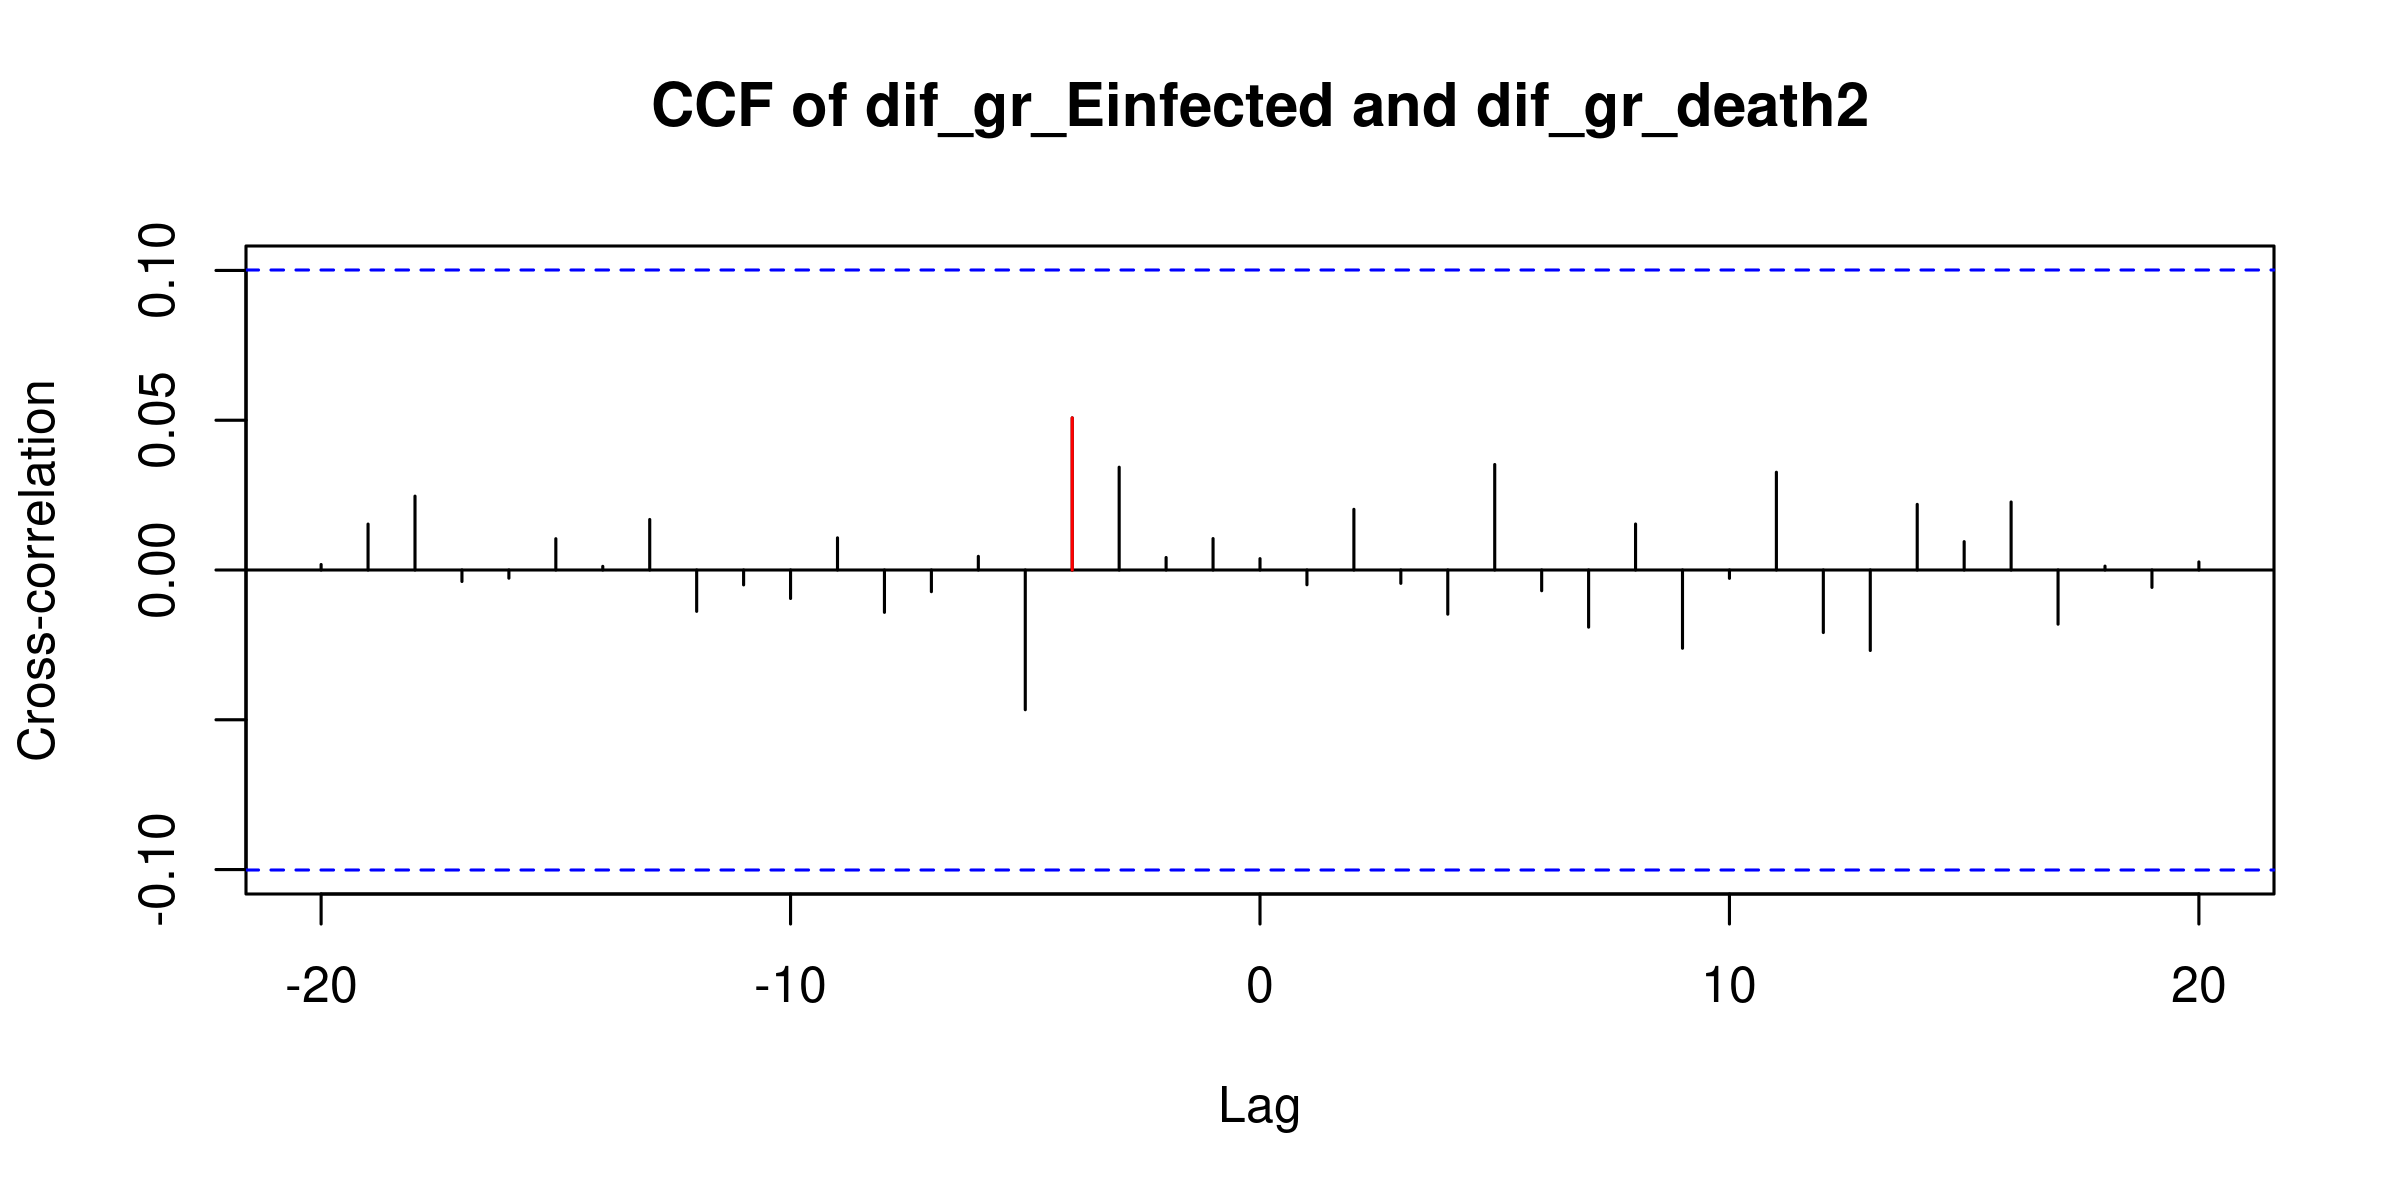 CCF of dif_gr_Einfected and dif_gr_death2
Cross-correlation
0.10
0.05
0.00
-0.10
-20 -10 0 10 20
Lag